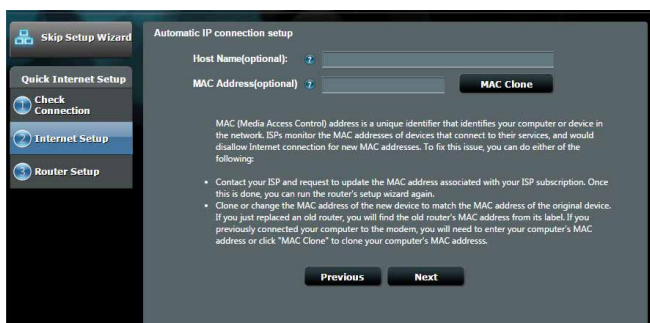 Skip Setup Wizard
Quick Internet Setup
1 Check
Connection
2 Internet Setup
3 Router Setup
Automatic IP connection setup
Host Name(optional): ?
MAC Address(optional) ?
MAC Clone
MAC (Media Access Control) address is a unique identifier that identifies your computer or device in
the network. ISPs monitor the MAC addresses of devices that connect to their services, and would
disallow Internet connection for new MAC addresses. To fix this issue, you can do either of the
following:
• Contact your ISP and request to update the MAC address associated with your ISP subscription. Once
this is done, you can run the router's setup wizard again.
• Clone or change the MAC address of the new device to match the MAC address of the original device.
If you just replaced an old router, you will find the old router's MAC address from its label. If you
previously connected your computer to the modem, you will need to enter your computer's MAC
address or click "MAC Clone" to clone your computer's MAC addresss.
Previous
Next